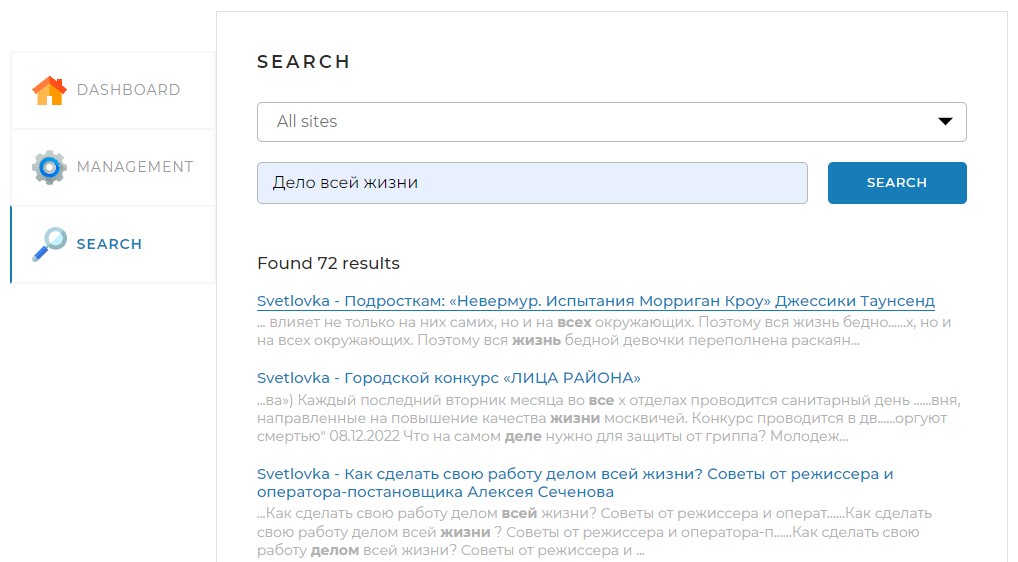 SEARCH
DASHBOARD
All sites
MANAGEMENT
Дело всей жизни
SEARCH
SEARCH
Found 72 results
Svetlovka - Подросткам: «Невермур. Испытания Морриган Кроу» Джессики Таунсенд
... влияет не только на них самих, но и на всех окружающих. Поэтому вся жизнь бедно......х, но и
на всех окружающих. Поэтому вся жизнь бедной девочки переполнена раскаян...
Svetlovka - Городской конкурс «ЛИЦА РАЙОНА»
...ва») Каждый последний вторник месяца во все х отделах проводится санитарный день ......вня,
направленные на повышение качества жизни москвичей. Конкурс проводится в дв......оргуют
смертью" 08.12.2022 Что на самом деле нужно для защиты от гриппа? Молодеж...
Svetlovka - Как сделать свою работу делом всей жизни? Советы от режиссера и
оператора-постановщика Алексея Сеченова
...Как сделать свою работу делом всей жизни? Советы от режиссера и операт......Как сделать
свою работу делом всей жизни ? Советы от режиссера и оператора-п......Как сделать свою
работу делом всей жизни? Советы от режиссера и ...